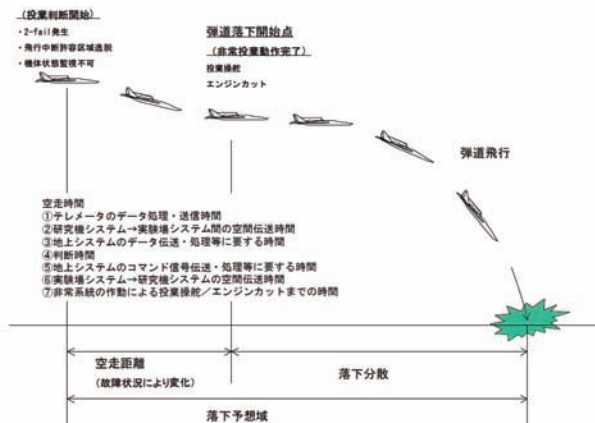 (投棄判断開始)
・2-fail発生
・飛行中断許容区域逸脱
・機体状態監視不可
弾道落下開始点
(非常投棄動作完了)
投棄操舵
エンジンカット
弾道飛行
空走時間
①テレメータのデータ処理・送信時間
②研究機システム→実験場システム間の空間伝送時間
③地上システムのデータ伝送・処理等に要する時間
④判断時間
⑤地上システムのコマンド信号伝送・処理等に要する時間
⑥実験場システム→研究機システムの空間伝送時間
⑦非常系統の作動による投棄操舵/エンジンカットまでの時間
空走距離
(故障状況により変化)
落下分散
落下予想域